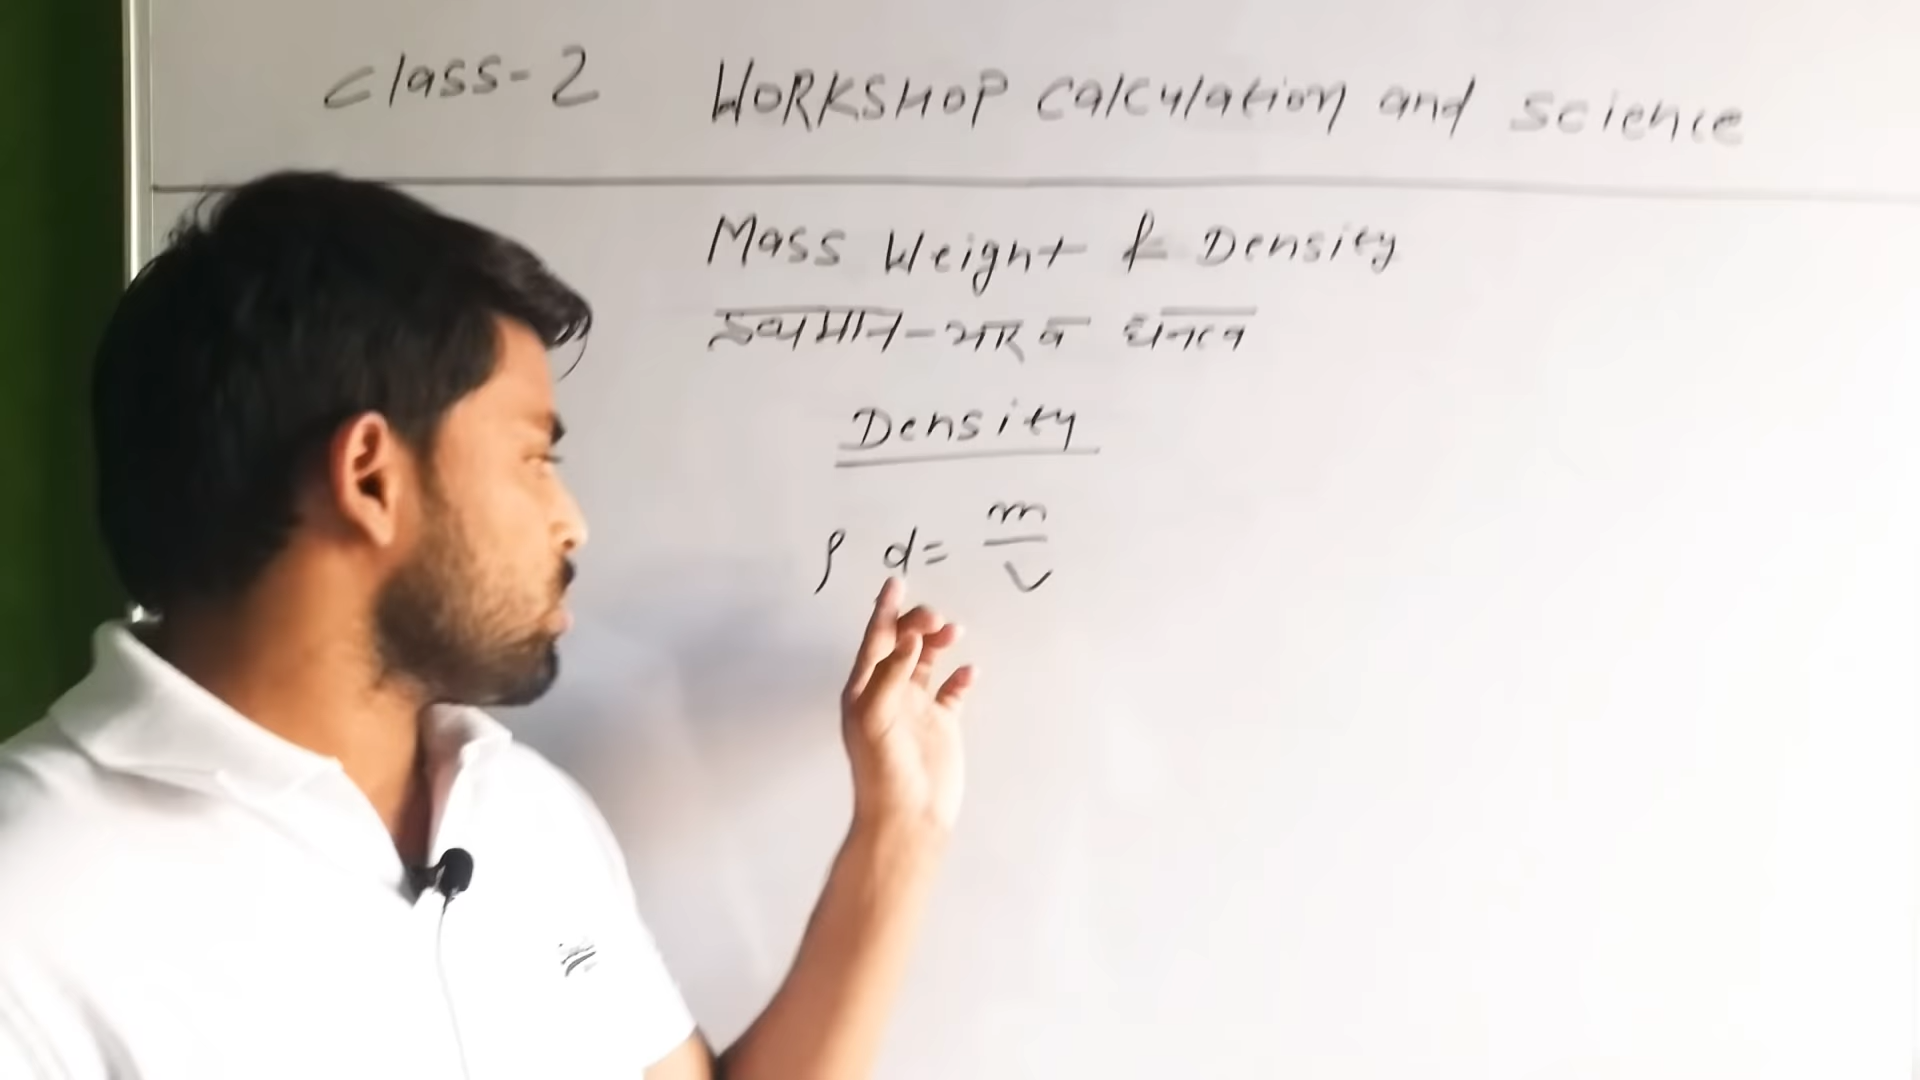 Class-2 WORKSHOP Calculation and Science
Mass Weight & Density
द्रव्यमान-भार व घनत्व
Density
ρ d= m/V